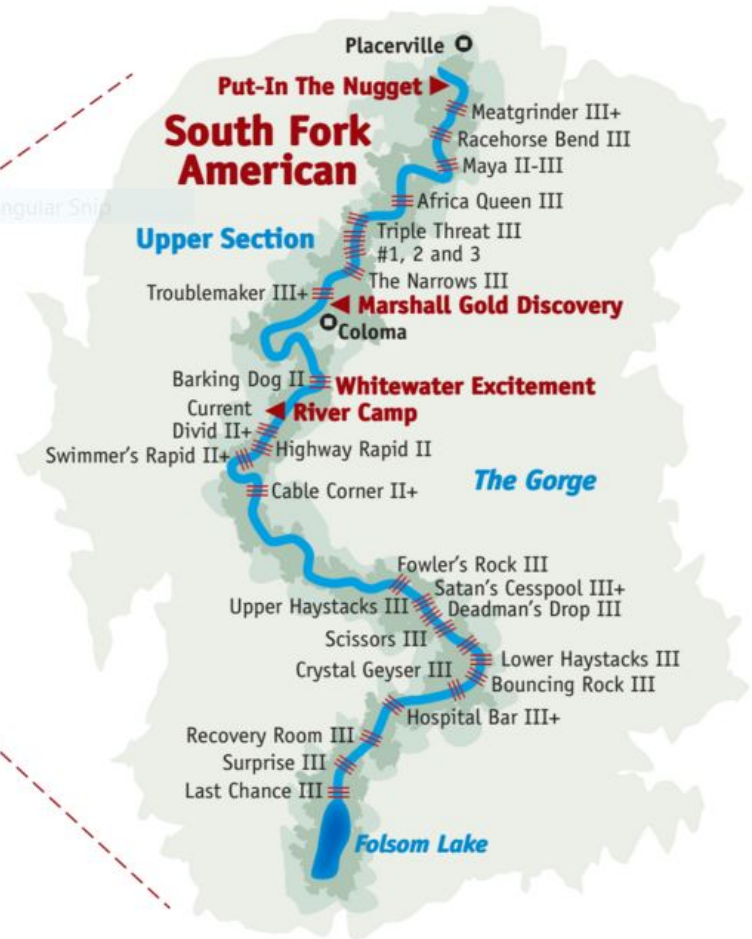 Placerville
Put-In The Nugget
Meatgrinder III+
South Fork
American
Racehorse Bend III
Maya II-III
Africa Queen III
Upper Section
Triple Threat III
#1, 2 and 3
The Narrows III
Troublemaker III+
Marshall Gold Discovery
Coloma
Barking Dog II
Whitewater Excitement
River Camp
Current
Divid II+
Highway Rapid II
Swimmer's Rapid II+
The Gorge
Cable Corner II+
Fowler's Rock III
Satan's Cesspool III+
Upper Haystacks III
Deadman's Drop III
Scissors III
Lower Haystacks III
Crystal Geyser III
Bouncing Rock III
Hospital Bar III+
Recovery Room III
Surprise III
Last Chance III
Folsom Lake